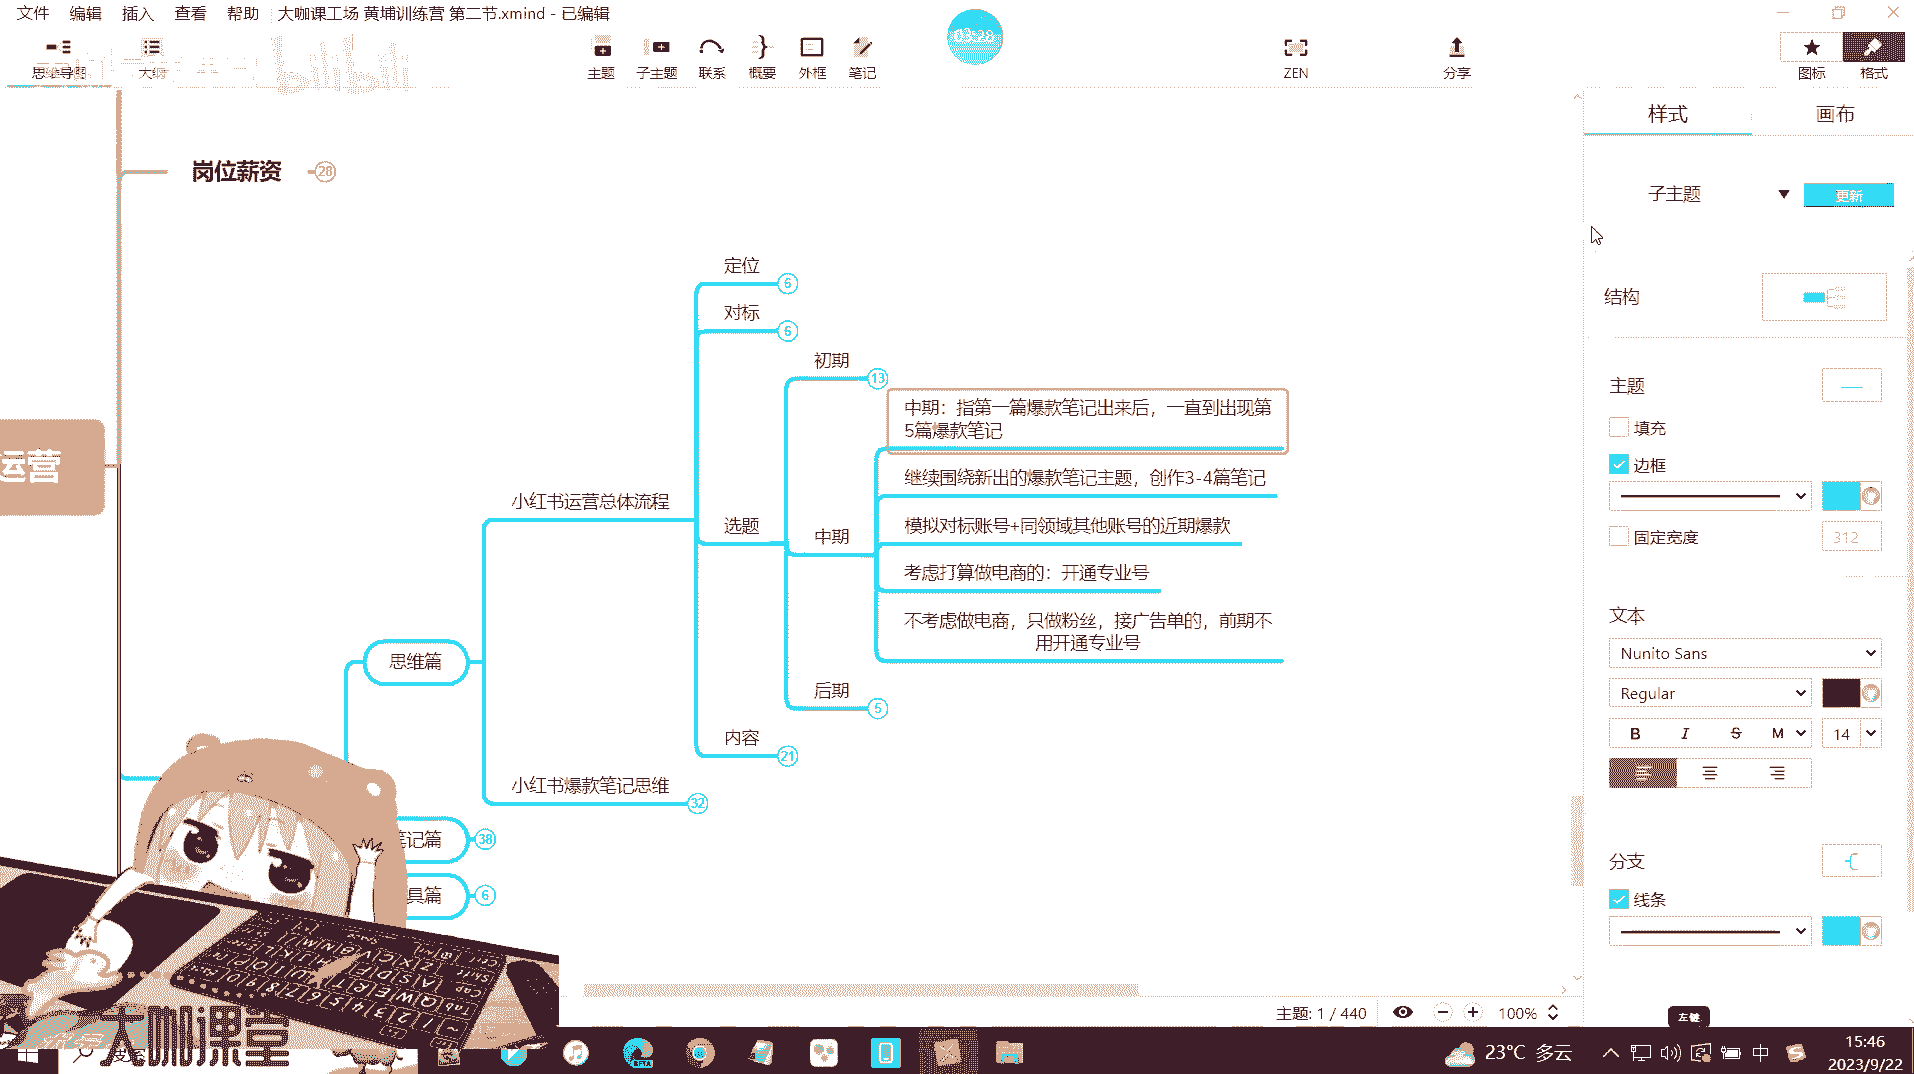 文件 编辑 插入 查看 帮助 大咖课工场 黄埔训练营 第二节.xmind - 已编辑
思维导图 大纲 bilibili 主题 子主题 联系 概要 外框 笔记 03:28 ZEN 分享 图标 格式
样式 画布
岗位薪资 28
子主题 更新
定位 6
对标 6
结构
初期 13
主题
中期：指第一篇爆款笔记出来后，一直到出现第
5篇爆款笔记
填充
边框
运营
继续围绕新出的爆款笔记主题，创作3-4篇笔记
小红书运营总体流程
选题
中期
模拟对标账号+同领域其他账号的近期爆款
固定宽度 312
考虑打算做电商的：开通专业号
不考虑做电商，只做粉丝，接广告单的，前期不
用开通专业号
文本
Nunito Sans
思维篇
后期 5
Regular
B I S M 14
内容 21
小红书爆款笔记思维 32
笔记篇 38
具篇 6
分支
线条
主题: 1 / 440 100%
左键
大咖课堂
23°C 多云 中
15:46
2023/9/22